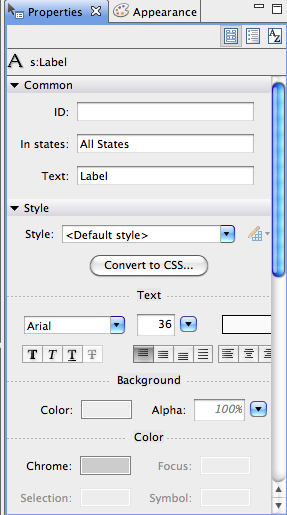 Properties Appearance
A s:Label
Common
ID:
In states: All States
Text: Label
Style
Style: <Default style>
Convert to CSS...
Text
Arial 36
T T T T
Background
Color: Alpha: 100%
Color
Chrome: Focus:
Selection: Symbol: